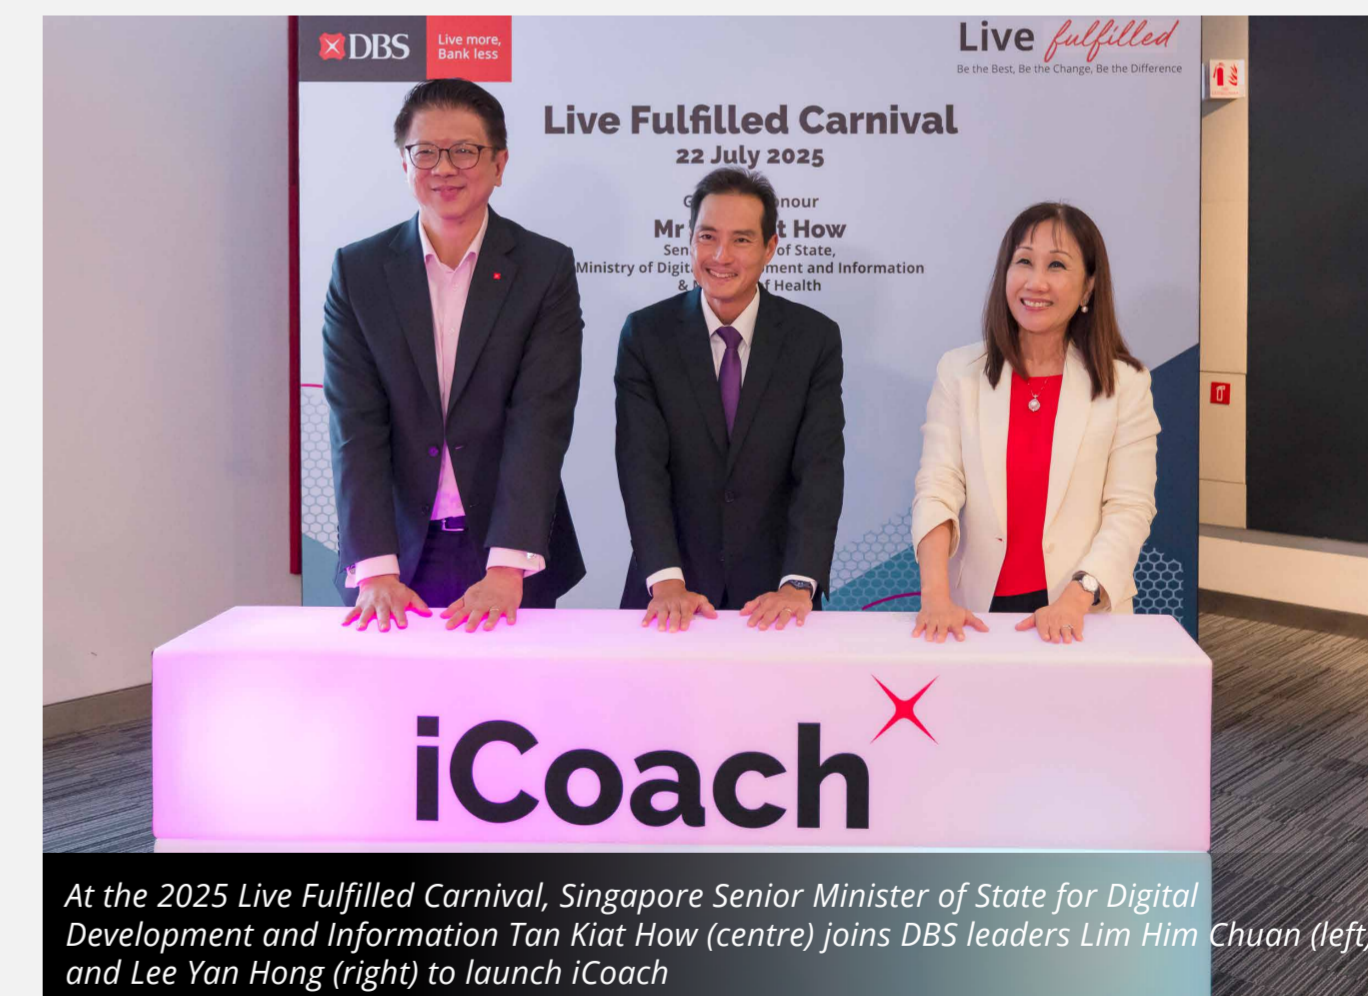 DBS
Live more,
Bank less
Live fulfilled
Be the Best, Be the Change, Be the Difference
Live Fulfilled Carnival
22 July 2025
Mr How
of State,
Ministry of and Information
& of Health
iCoach
At the 2025 Live Fulfilled Carnival, Singapore Senior Minister of State for Digital
Development and Information Tan Kiat How (centre) joins DBS leaders Lim Him Chuan (left)
and Lee Yan Hong (right) to launch iCoach